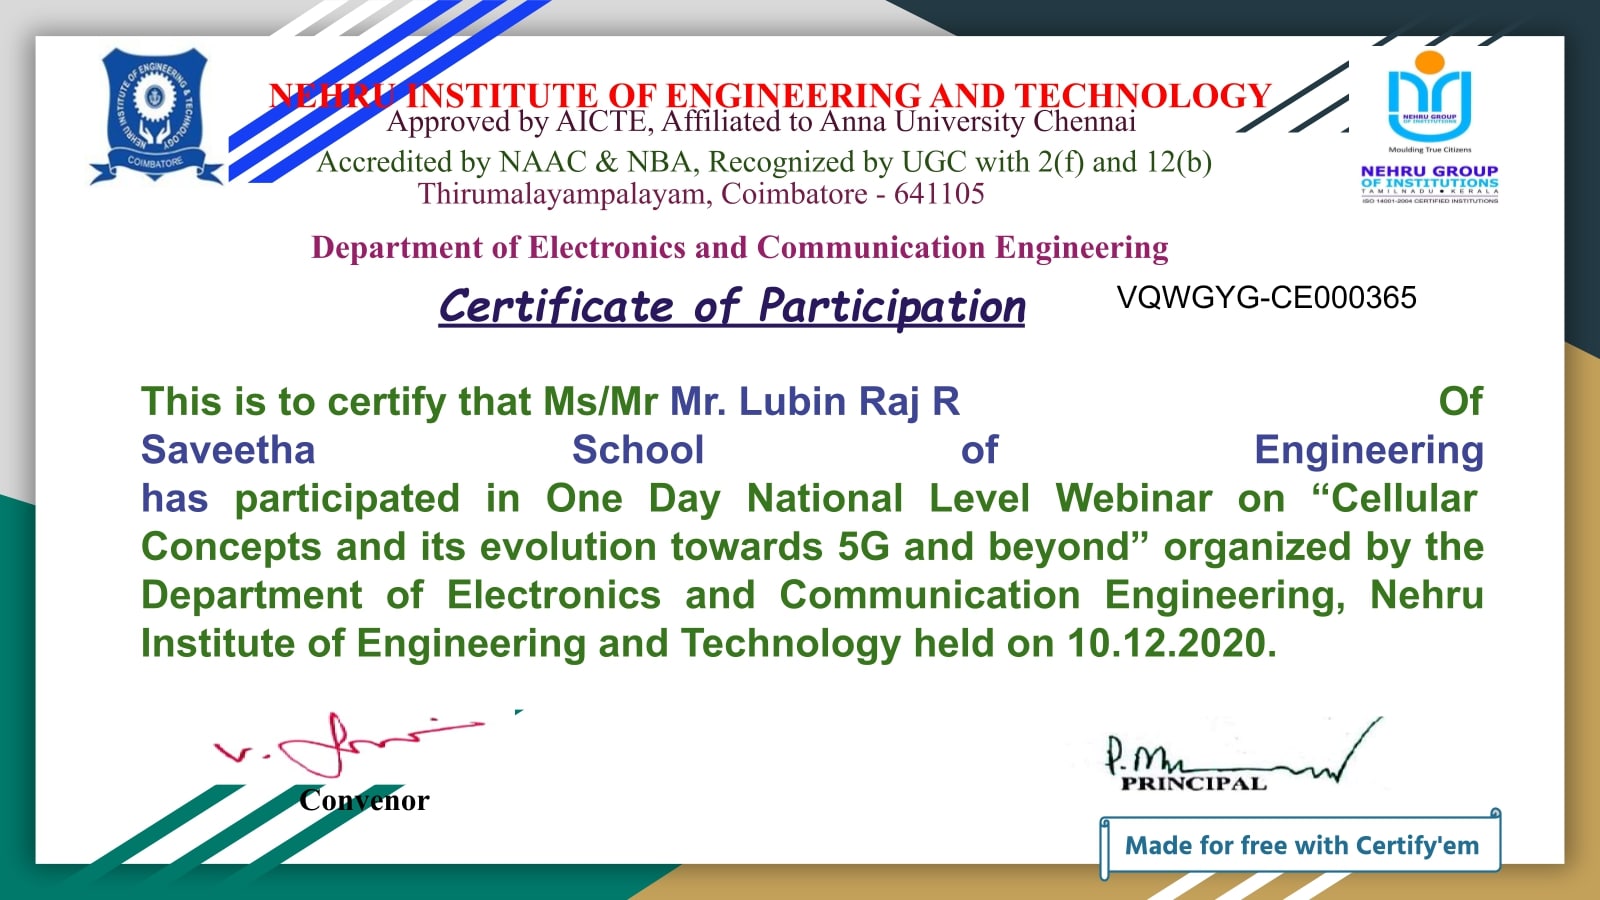 NEHRU INSTITUTE OF ENGINEERING & TECHNOLOGY
COIMBATORE
NEHRU INSTITUTE OF ENGINEERING AND TECHNOLOGY
Approved by AICTE, Affiliated to Anna University Chennai
Accredited by NAAC & NBA, Recognized by UGC with 2(f) and 12(b)
Thirumalayampalayam, Coimbatore - 641105
NEHRU GROUP
OF INSTITUTIONS
Moulding True Citizens
NEHRU GROUP
OF INSTITUTIONS
TAMILNADU • KERALA
ISO 14001-2004 CERTIFIED INSTITUTIONS
Department of Electronics and Communication Engineering
Certificate of Participation
VQWGYG-CE000365
This is to certify that Ms/Mr Mr. Lubin Raj R Of
Saveetha School of Engineering
has participated in One Day National Level Webinar on “Cellular
Concepts and its evolution towards 5G and beyond” organized by the
Department of Electronics and Communication Engineering, Nehru
Institute of Engineering and Technology held on 10.12.2020.
Convenor
PRINCIPAL
Made for free with Certify'em